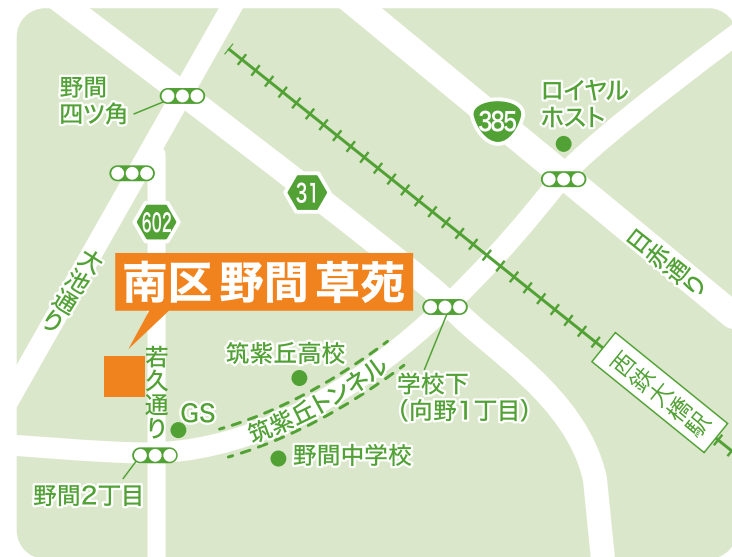 野間
四ツ角
ロイヤル
ホスト
385
31
602
日赤通り
大池通り
南区 野間 草苑
西鉄大橋駅
若久通り
筑紫丘高校
学校下
（向野1丁目）
GS
筑紫丘トンネル
野間中学校
野間2丁目